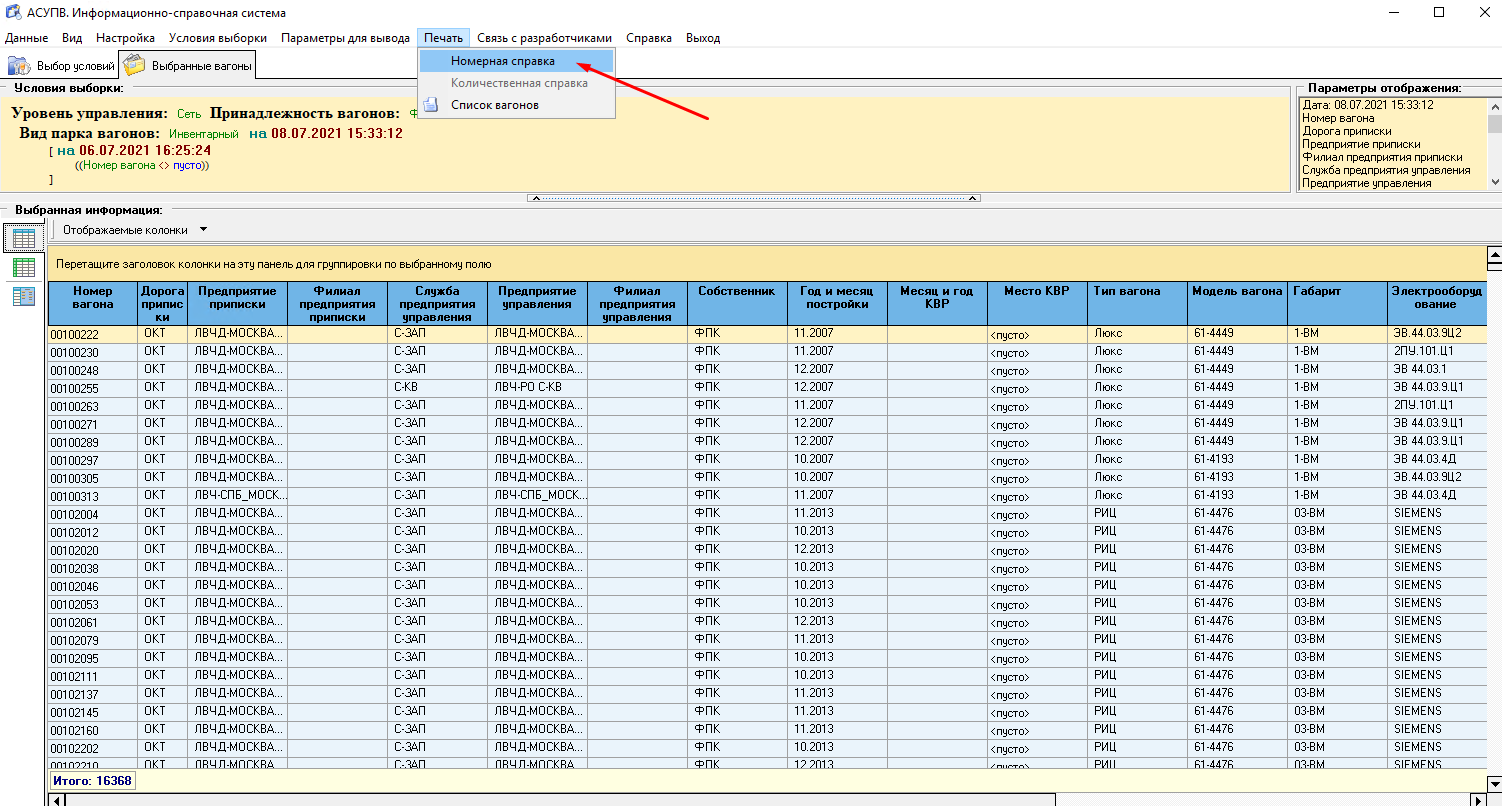 АСУПВ. Информационно-справочная система
Данные Вид Настройка Условия выборки Параметры для вывода Печать Связь с разработчиками Справка Выход
Номерная справка
Количественная справка
Список вагонов
Выбор условий Выбранные вагоны
Условия выборки:
Уровень управления: Сеть Принадлежность вагонов: Ф
Вид парка вагонов: Инвентарный на 08.07.2021 15:33:12
[ на 06.07.2021 16:25:24
((Номер вагона <> пусто))
]
Параметры отображения:
Дата: 08.07.2021 15:33:12
Номер вагона
Дорога приписки
Предприятие приписки
Филиал предприятия приписки
Служба предприятия управления
Предприятие управления
Выбранная информация:
Отображаемые колонки
Перетащите заголовок колонки на эту панель для группировки по выбранному полю
Номер вагона Дорога приписки Предприятие приписки Филиал предприятия приписки Служба предприятия управления Предприятие управления Филиал предприятия управления Собственник Год и месяц постройки Месяц и год КВР Место КВР Тип вагона Модель вагона Габарит Электрооборудование
00100222 ОКТ ЛВЧД-МОСКВА... С-ЗАП ЛВЧД-МОСКВА... ФПК 11.2007 <пусто> Люкс 61-4449 1-ВМ ЭВ.44.03.9Ц2
00100230 ОКТ ЛВЧД-МОСКВА... С-ЗАП ЛВЧД-МОСКВА... ФПК 11.2007 <пусто> Люкс 61-4449 1-ВМ 2ПУ.101.Ц1
00100248 ОКТ ЛВЧД-МОСКВА... С-ЗАП ЛВЧД-МОСКВА... ФПК 12.2007 <пусто> Люкс 61-4449 1-ВМ ЭВ 44.03.1
00100255 ОКТ ЛВЧД-МОСКВА... С-КВ ЛВЧ-РО С-КВ ФПК 12.2007 <пусто> Люкс 61-4449 1-ВМ ЭВ 44.03.9.Ц1
00100263 ОКТ ЛВЧД-МОСКВА... С-ЗАП ЛВЧД-МОСКВА... ФПК 11.2007 <пусто> Люкс 61-4449 1-ВМ 2ПУ.101.Ц1
00100271 ОКТ ЛВЧД-МОСКВА... С-ЗАП ЛВЧД-МОСКВА... ФПК 12.2007 <пусто> Люкс 61-4449 1-ВМ ЭВ 44.03.9.Ц1
00100289 ОКТ ЛВЧД-МОСКВА... С-ЗАП ЛВЧД-МОСКВА... ФПК 12.2007 <пусто> Люкс 61-4449 1-ВМ ЭВ 44.03.9.Ц1
00100297 ОКТ ЛВЧД-МОСКВА... С-ЗАП ЛВЧД-МОСКВА... ФПК 10.2007 <пусто> Люкс 61-4193 1-ВМ ЭВ 44.03.4Д
00100305 ОКТ ЛВЧД-МОСКВА... С-ЗАП ЛВЧД-МОСКВА... ФПК 10.2007 <пусто> Люкс 61-4193 1-ВМ ЭВ.44.03.9Ц2
00100313 ОКТ ЛВЧ-СПБ_МОСК... С-ЗАП ЛВЧ-СПБ_МОСК... ФПК 11.2007 <пусто> Люкс 61-4193 1-ВМ ЭВ 44.03.4Д
00102004 ОКТ ЛВЧД-МОСКВА... С-ЗАП ЛВЧД-МОСКВА... ФПК 11.2013 <пусто> РИЦ 61-4476 03-ВМ SIEMENS
00102012 ОКТ ЛВЧД-МОСКВА... С-ЗАП ЛВЧД-МОСКВА... ФПК 10.2013 <пусто> РИЦ 61-4476 03-ВМ SIEMENS
00102020 ОКТ ЛВЧД-МОСКВА... С-ЗАП ЛВЧД-МОСКВА... ФПК 12.2013 <пусто> РИЦ 61-4476 03-ВМ SIEMENS
00102038 ОКТ ЛВЧД-МОСКВА... С-ЗАП ЛВЧД-МОСКВА... ФПК 10.2013 <пусто> РИЦ 61-4476 03-ВМ SIEMENS
00102046 ОКТ ЛВЧД-МОСКВА... С-ЗАП ЛВЧД-МОСКВА... ФПК 10.2013 <пусто> РИЦ 61-4476 03-ВМ SIEMENS
00102053 ОКТ ЛВЧД-МОСКВА... С-ЗАП ЛВЧД-МОСКВА... ФПК 10.2013 <пусто> РИЦ 61-4476 03-ВМ SIEMENS
00102061 ОКТ ЛВЧД-МОСКВА... С-ЗАП ЛВЧД-МОСКВА... ФПК 12.2013 <пусто> РИЦ 61-4476 03-ВМ SIEMENS
00102079 ОКТ ЛВЧД-МОСКВА... С-ЗАП ЛВЧД-МОСКВА... ФПК 11.2013 <пусто> РИЦ 61-4476 03-ВМ SIEMENS
00102095 ОКТ ЛВЧД-МОСКВА... С-ЗАП ЛВЧД-МОСКВА... ФПК 10.2013 <пусто> РИЦ 61-4476 03-ВМ SIEMENS
00102111 ОКТ ЛВЧД-МОСКВА... С-ЗАП ЛВЧД-МОСКВА... ФПК 10.2013 <пусто> РИЦ 61-4476 03-ВМ SIEMENS
00102137 ОКТ ЛВЧД-МОСКВА... С-ЗАП ЛВЧД-МОСКВА... ФПК 11.2013 <пусто> РИЦ 61-4476 03-ВМ SIEMENS
00102145 ОКТ ЛВЧД-МОСКВА... С-ЗАП ЛВЧД-МОСКВА... ФПК 11.2013 <пусто> РИЦ 61-4476 03-ВМ SIEMENS
00102160 ОКТ ЛВЧД-МОСКВА... С-ЗАП ЛВЧД-МОСКВА... ФПК 11.2013 <пусто> РИЦ 61-4476 03-ВМ SIEMENS
00102202 ОКТ ЛВЧД-МОСКВА... С-ЗАП ЛВЧД-МОСКВА... ФПК 10.2013 <пусто> РИЦ 61-4476 03-ВМ SIEMENS
00102210 ОКТ ЛВЧД-МОСКВА... С-ЗАП ЛВЧД-МОСКВА... ФПК 12.2013 <пусто> РИЦ 61-4476 03-ВМ SIEMENS
Итого: 16368